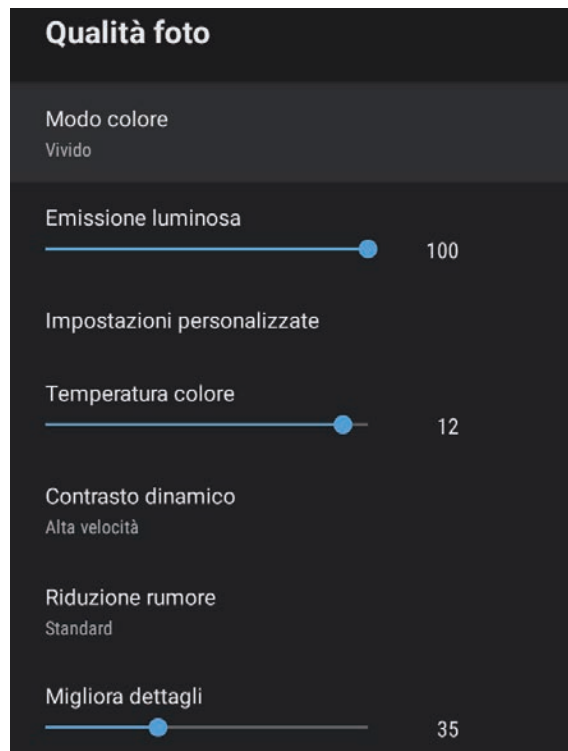 Qualità foto
Modo colore
Vivido
Emissione luminosa
100
Impostazioni personalizzate
Temperatura colore
12
Contrasto dinamico
Alta velocità
Riduzione rumore
Standard
Migliora dettagli
35